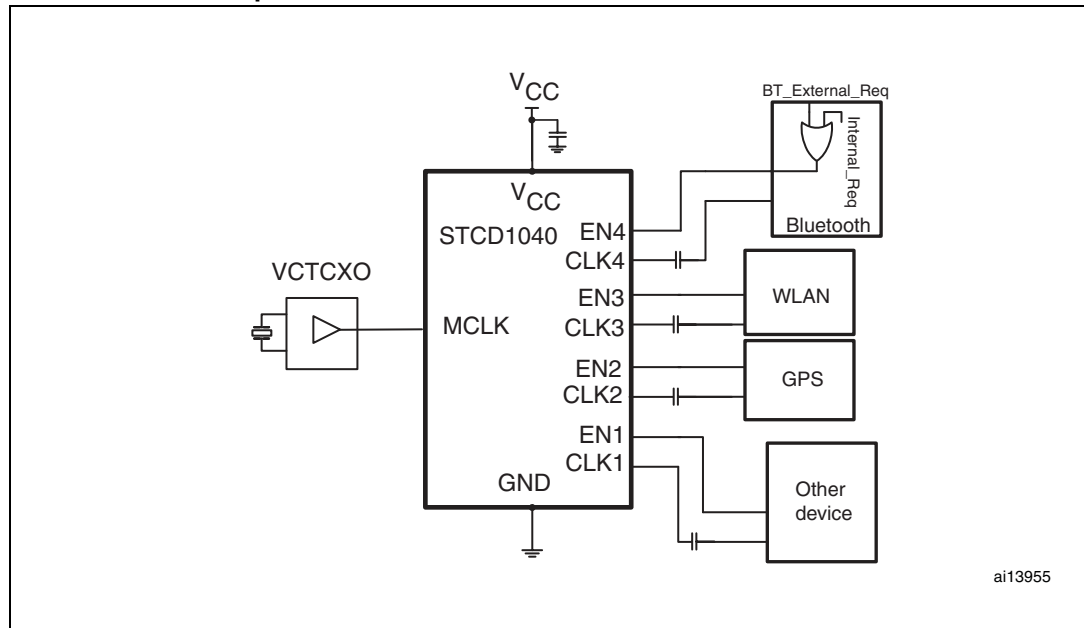 VCC
BT_External_Req
Internal_Req
Bluetooth
VCC
STCD1040
EN4
CLK4
VCTCXO
MCLK
EN3
CLK3
WLAN
EN2
CLK2
GPS
EN1
CLK1
GND
Other
device
ai13955